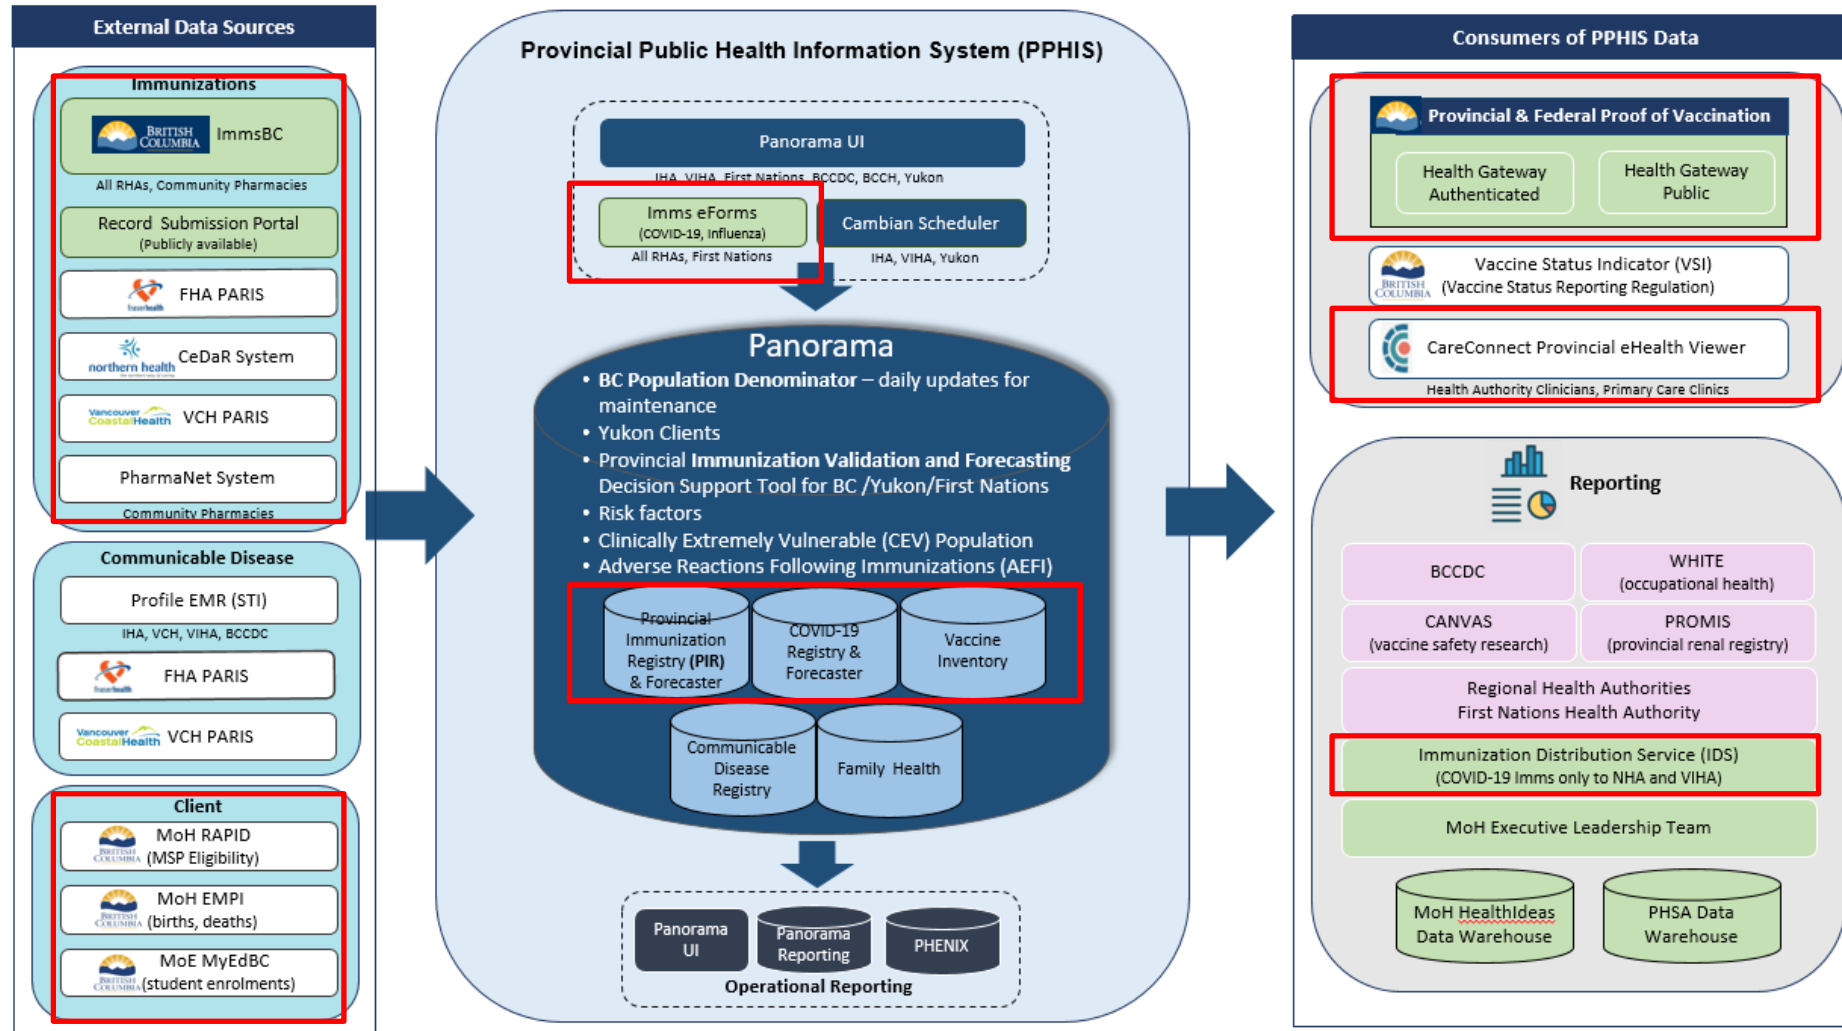 External Data Sources
Immunizations
BRITISH
COLUMBIA
ImmsBC
All RHAs, Community Pharmacies
Record Submission Portal
(Publicly available)
fraserhealth
FHA PARIS
northern health
CeDaR System
Vancouver
CoastalHealth
VCH PARIS
PharmaNet System
Community Pharmacies
Communicable Disease
Profile EMR (STI)
IHA, VCH, VIHA, BCCDC
fraserhealth
FHA PARIS
Vancouver
CoastalHealth
VCH PARIS
Client
BRITISH
COLUMBIA
MoH RAPID
(MSP Eligibility)
BRITISH
COLUMBIA
MoH EMPI
(births, deaths)
BRITISH
COLUMBIA
MoE MyEdBC
(student enrolments)
Provincial Public Health Information System (PPHIS)
Panorama UI
IHA, VIHA, First Nations, BCCDC, BCCH, Yukon
Imms eForms
(COVID-19, Influenza)
All RHAs, First Nations
Cambian Scheduler
IHA, VIHA, Yukon
Panorama
• BC Population Denominator – daily updates for
maintenance
• Yukon Clients
• Provincial Immunization Validation and Forecasting
Decision Support Tool for BC /Yukon/First Nations
• Risk factors
• Clinically Extremely Vulnerable (CEV) Population
• Adverse Reactions Following Immunizations (AEFI)
Provincial
Immunization
Registry (PIR)
& Forecaster
COVID-19
Registry &
Forecaster
Vaccine
Inventory
Communicable
Disease
Registry
Family Health
Panorama
UI
Panorama
Reporting
PHENIX
Operational Reporting
Consumers of PPHIS Data
Provincial & Federal Proof of Vaccination
Health Gateway
Authenticated
Health Gateway
Public
BRITISH
COLUMBIA
Vaccine Status Indicator (VSI)
(Vaccine Status Reporting Regulation)
CareConnect Provincial eHealth Viewer
Health Authority Clinicians, Primary Care Clinics
Reporting
BCCDC
WHITE
(occupational health)
CANVAS
(vaccine safety research)
PROMIS
(provincial renal registry)
Regional Health Authorities
First Nations Health Authority
Immunization Distribution Service (IDS)
(COVID-19 Imms only to NHA and VIHA)
MoH Executive Leadership Team
MoH HealthIdeas
Data Warehouse
PHSA Data
Warehouse